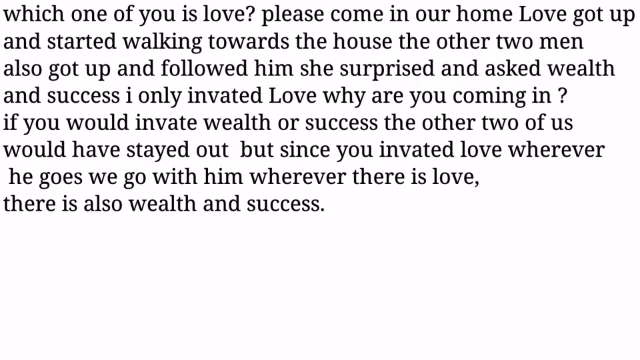 which one of you is love? please come in our home Love got up
and started walking towards the house the other two men
also got up and followed him she surprised and asked wealth
and success i only invated Love why are you coming in ?
if you would invate wealth or success the other two of us
would have stayed out  but since you invated love wherever
he goes we go with him wherever there is love,
there is also wealth and success.